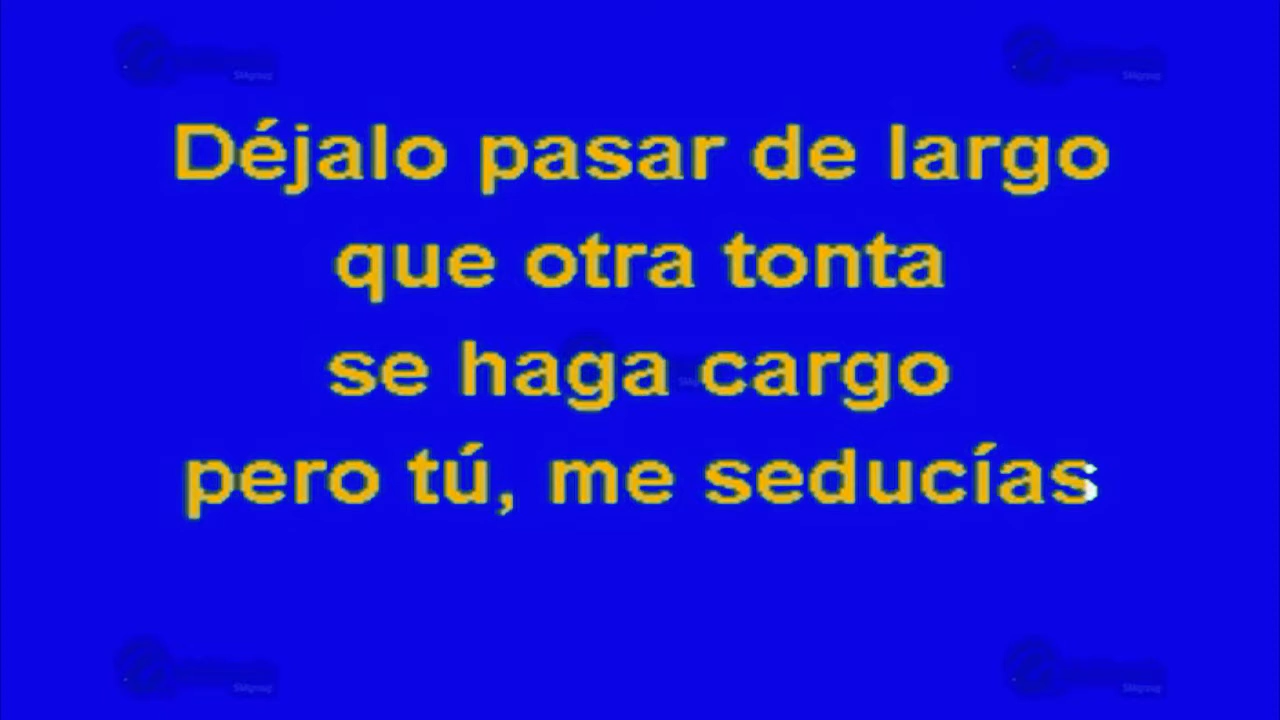 Déjalo pasar de largo
que otra tonta
se haga cargo
pero tú, me seducías